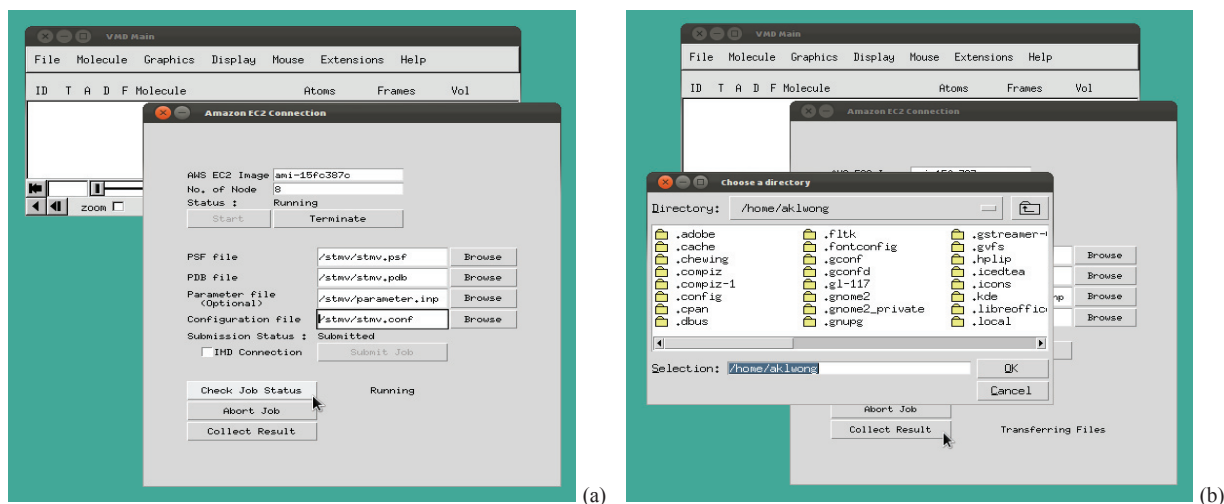 VMD Main
File Molecule Graphics Display Mouse Extensions Help
ID T A D F Molecule Atoms Frames Vol
zoom
Amazon EC2 Connection
AWS EC2 Image ami-15fc387c
No. of Node 8
Status : Running
Start Terminate
PSF file /stmv/stmv.psf Browse
PDB file /stmv/stmv.pdb Browse
Parameter file
(Optional) /stmv/parameter.inp Browse
Configuration file /stmv/stmv.conf Browse
Submission Status : Submitted
IMD Connection Submit Job
Check Job Status Running
Abort Job
Collect Result
(a)
VMD Main
File Molecule Graphics Display Mouse Extensions Help
ID T A D F Molecule Atoms Frames Vol
Amazon EC2 Connection
Choose a directory
Directory: /home/aklwong
.adobe .fltk .gstreamer-
.cache .fontconfig .gvfs
.chewing .gconf .hplip
.compiz .gconfd .icedtea
.compiz-1 .gl-117 .icons
.config .gnome2 .kde
.cpan .gnome2_private .libreoffic
.dbus .gnupg .local
Selection: /home/aklwong OK
Cancel
Browse
Browse
np Browse
Browse
Abort Job
Collect Result Transferring Files
(b)